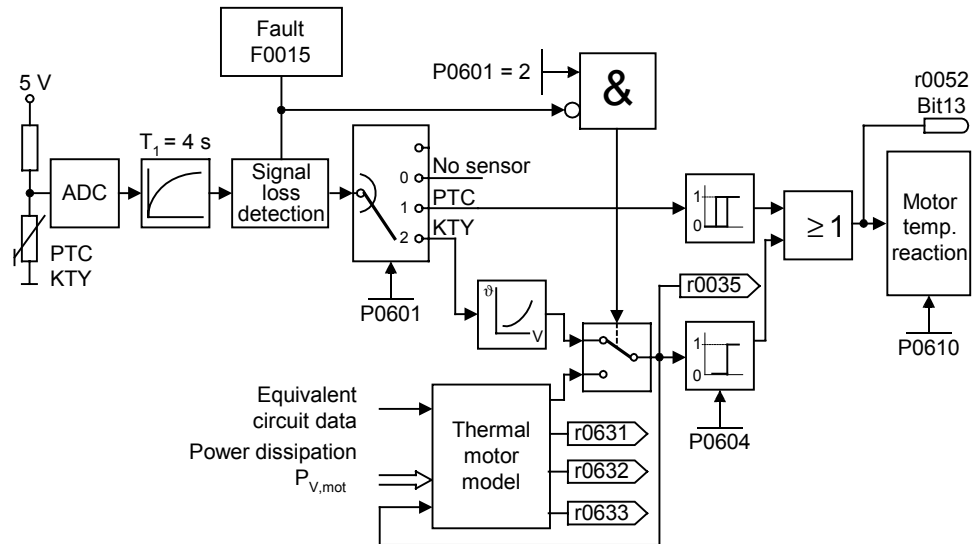 Fault
F0015
5 V
P0601 = 2
&
r0052
Bit13
T1 = 4 s
ADC
Signal
loss
detection
0
No sensor
1
PTC
2
KTY
1
0
≥1
Motor
temp.
reaction
PTC
KTY
P0601
ϑ
V
r0035
1
0
P0610
Equivalent
circuit data
Power dissipation
PV,mot
Thermal
motor
model
r0631
r0632
r0633
P0604